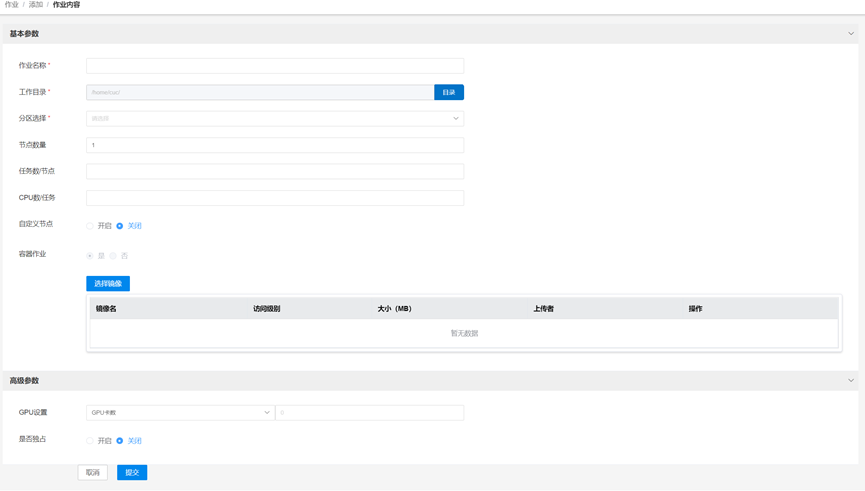 作业 / 添加 / 作业内容
基本参数
作业名称*
工作目录* /home/cuc/ 目录
分区选择* 请选择
节点数量 1
任务数/节点
CPU数/任务
自定义节点 开启 关闭
容器作业 是 否
选择镜像
镜像名 访问级别 大小（MB） 上传者 操作
暂无数据
高级参数
GPU设置 GPU卡数 0
是否独占 开启 关闭
取消 提交